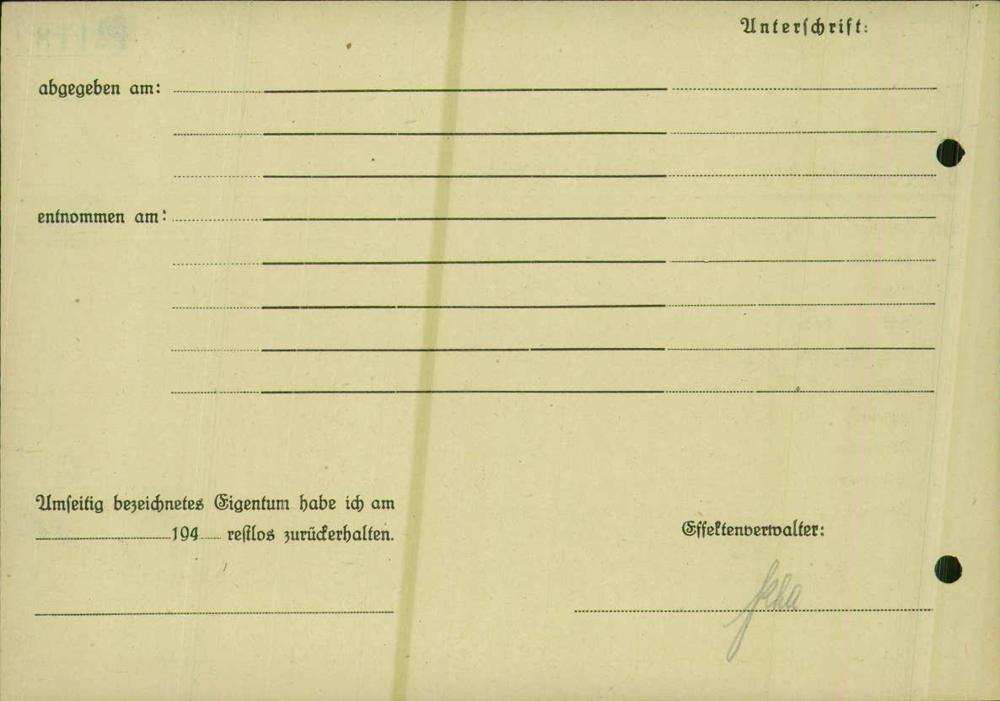 Unterschrift:
abgegeben am:
entnommen am:
Umseitig bezeichnetes Eigentum habe ich am
194 restlos zurückerhalten.
Effektenverwalter: